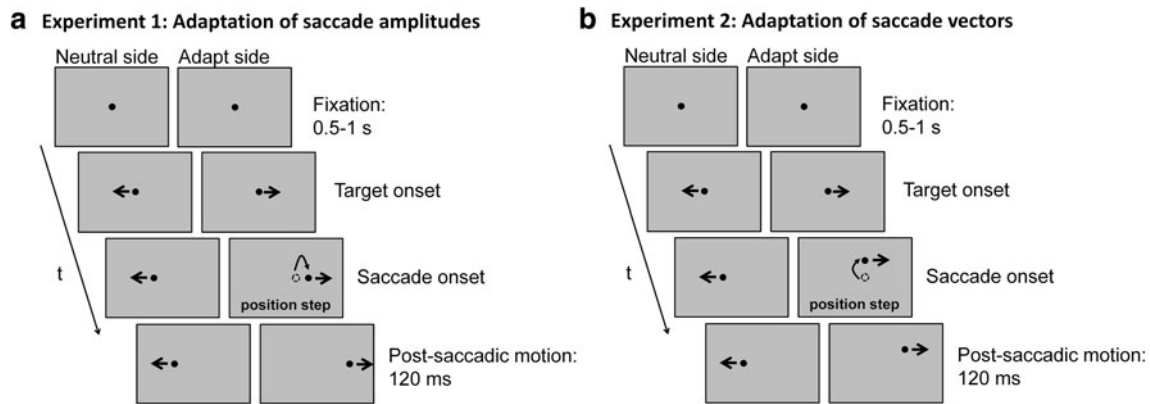 a Experiment 1: Adaptation of saccade amplitudes
Neutral side Adapt side
Fixation:
0.5-1 s
Target onset
Saccade onset
position step
t
Post-saccadic motion:
120 ms
b Experiment 2: Adaptation of saccade vectors
Neutral side Adapt side
Fixation:
0.5-1 s
Target onset
Saccade onset
position step
t
Post-saccadic motion:
120 ms